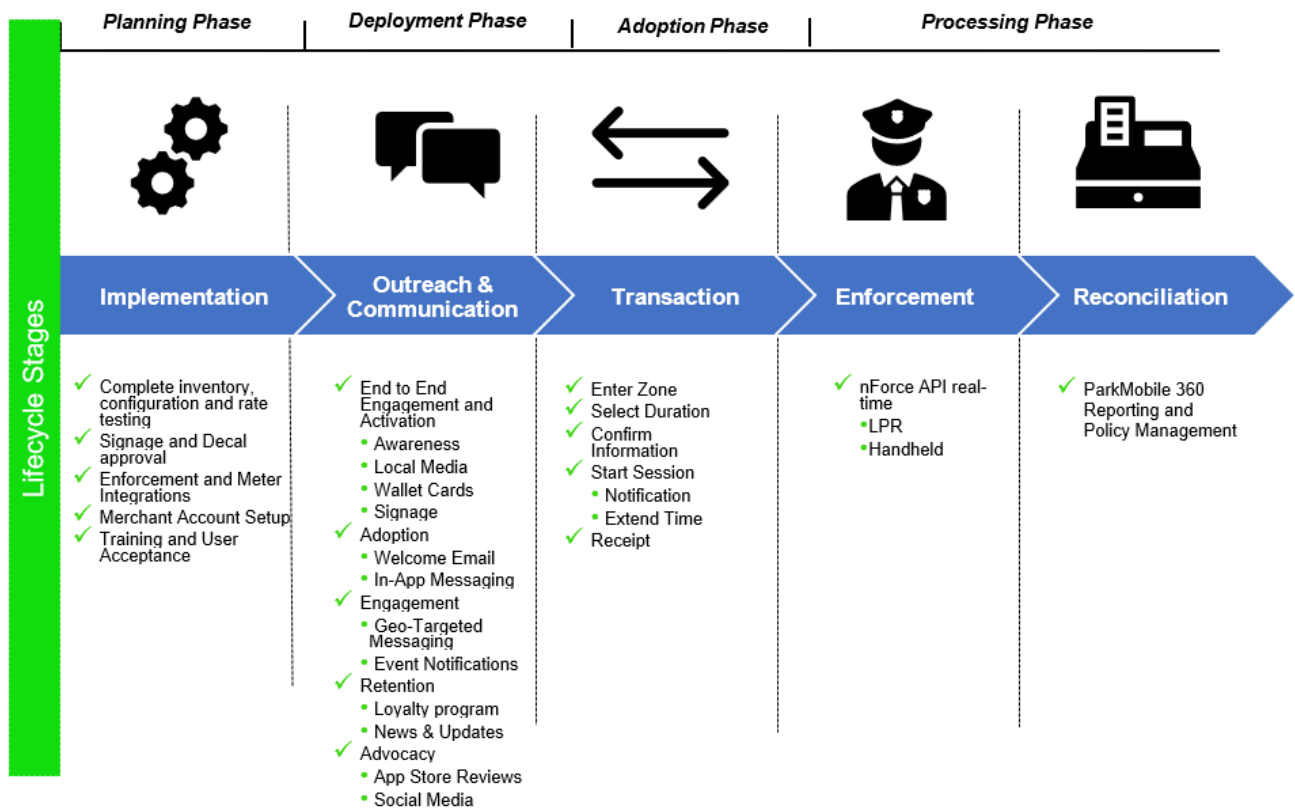 Planning Phase
Deployment Phase
Adoption Phase
Processing Phase
Lifecycle Stages
Implementation
Outreach &
Communication
Transaction
Enforcement
Reconciliation
Complete inventory,
configuration and rate
testing
Signage and Decal
approval
Enforcement and Meter
Integrations
Merchant Account Setup
Training and User
Acceptance
End to End
Engagement and
Activation
• Awareness
• Local Media
• Wallet Cards
• Signage
Adoption
• Welcome Email
• In-App Messaging
Engagement
• Geo-Targeted
Messaging
• Event Notifications
Retention
• Loyalty program
• News & Updates
Advocacy
• App Store Reviews
• Social Media
Enter Zone
Select Duration
Confirm
Information
Start Session
• Notification
• Extend Time
Receipt
nForce API real-
time
•LPR
•Handheld
ParkMobile 360
Reporting and
Policy Management